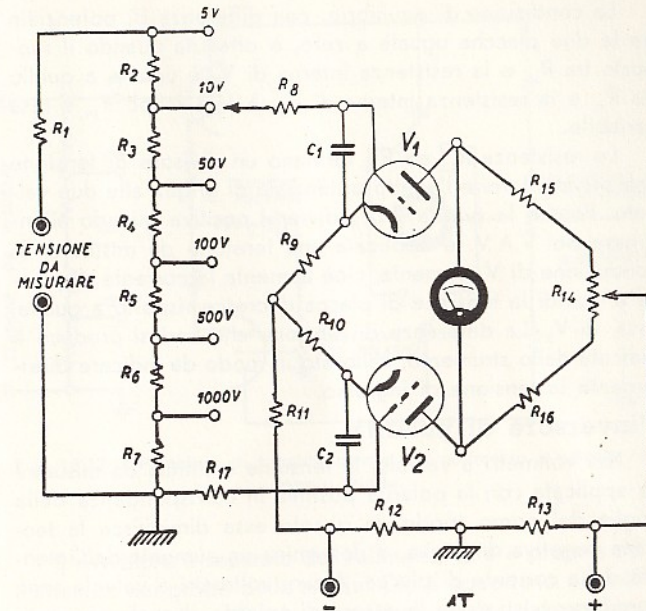 5V
R2
10V
R8
R1
C1
V1
R3
50V
R15
R4
R9
TENSIONE
DA
MISURARE
100V
R14
R5
R10
500V
R6
R11
R16
1000V
C2
V2
R7
R17
R12
R13
- AT +